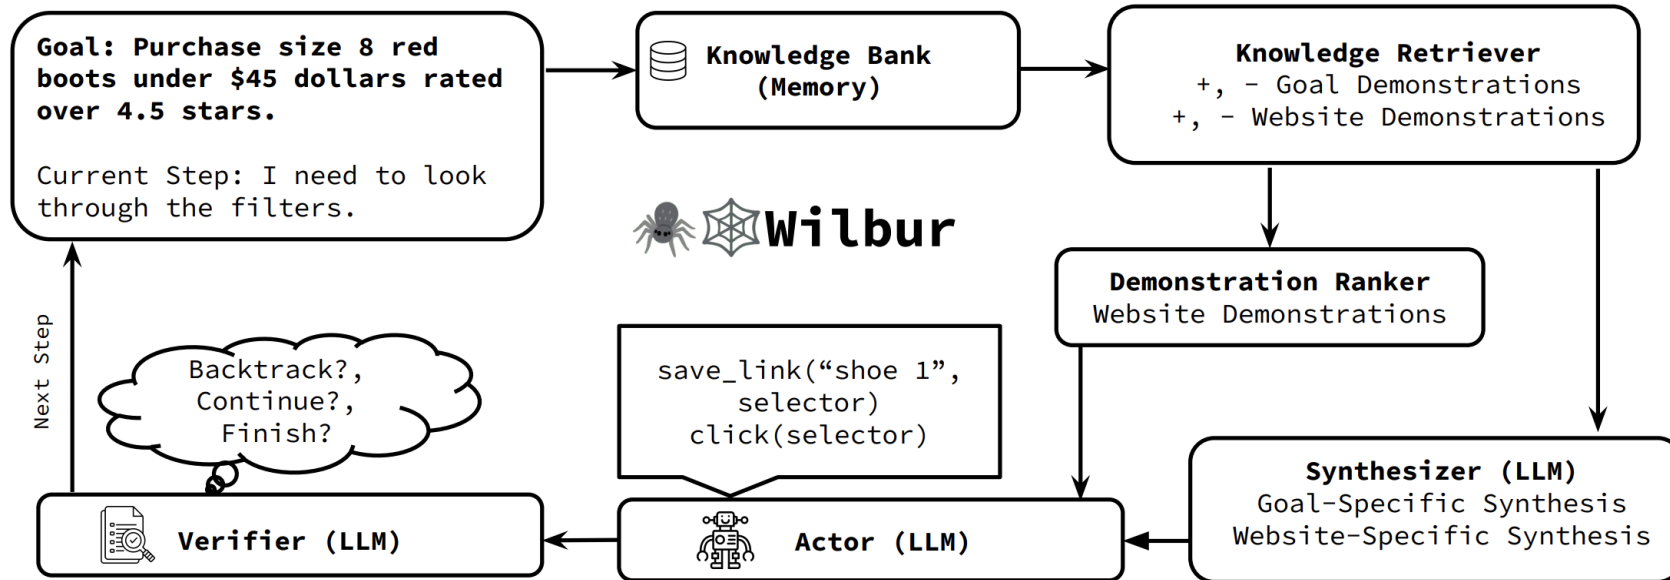 Goal: Purchase size 8 red
boots under $45 dollars rated
over 4.5 stars.
Current Step: I need to look
through the filters.
Knowledge Bank
(Memory)
Knowledge Retriever
+, - Goal Demonstrations
+, - Website Demonstrations
Wilbur
Demonstration Ranker
Website Demonstrations
Next Step
Backtrack?,
Continue?,
Finish?
save_link(“shoe 1”,
selector)
click(selector)
Synthesizer (LLM)
Goal-Specific Synthesis
Website-Specific Synthesis
Verifier (LLM)
Actor (LLM)